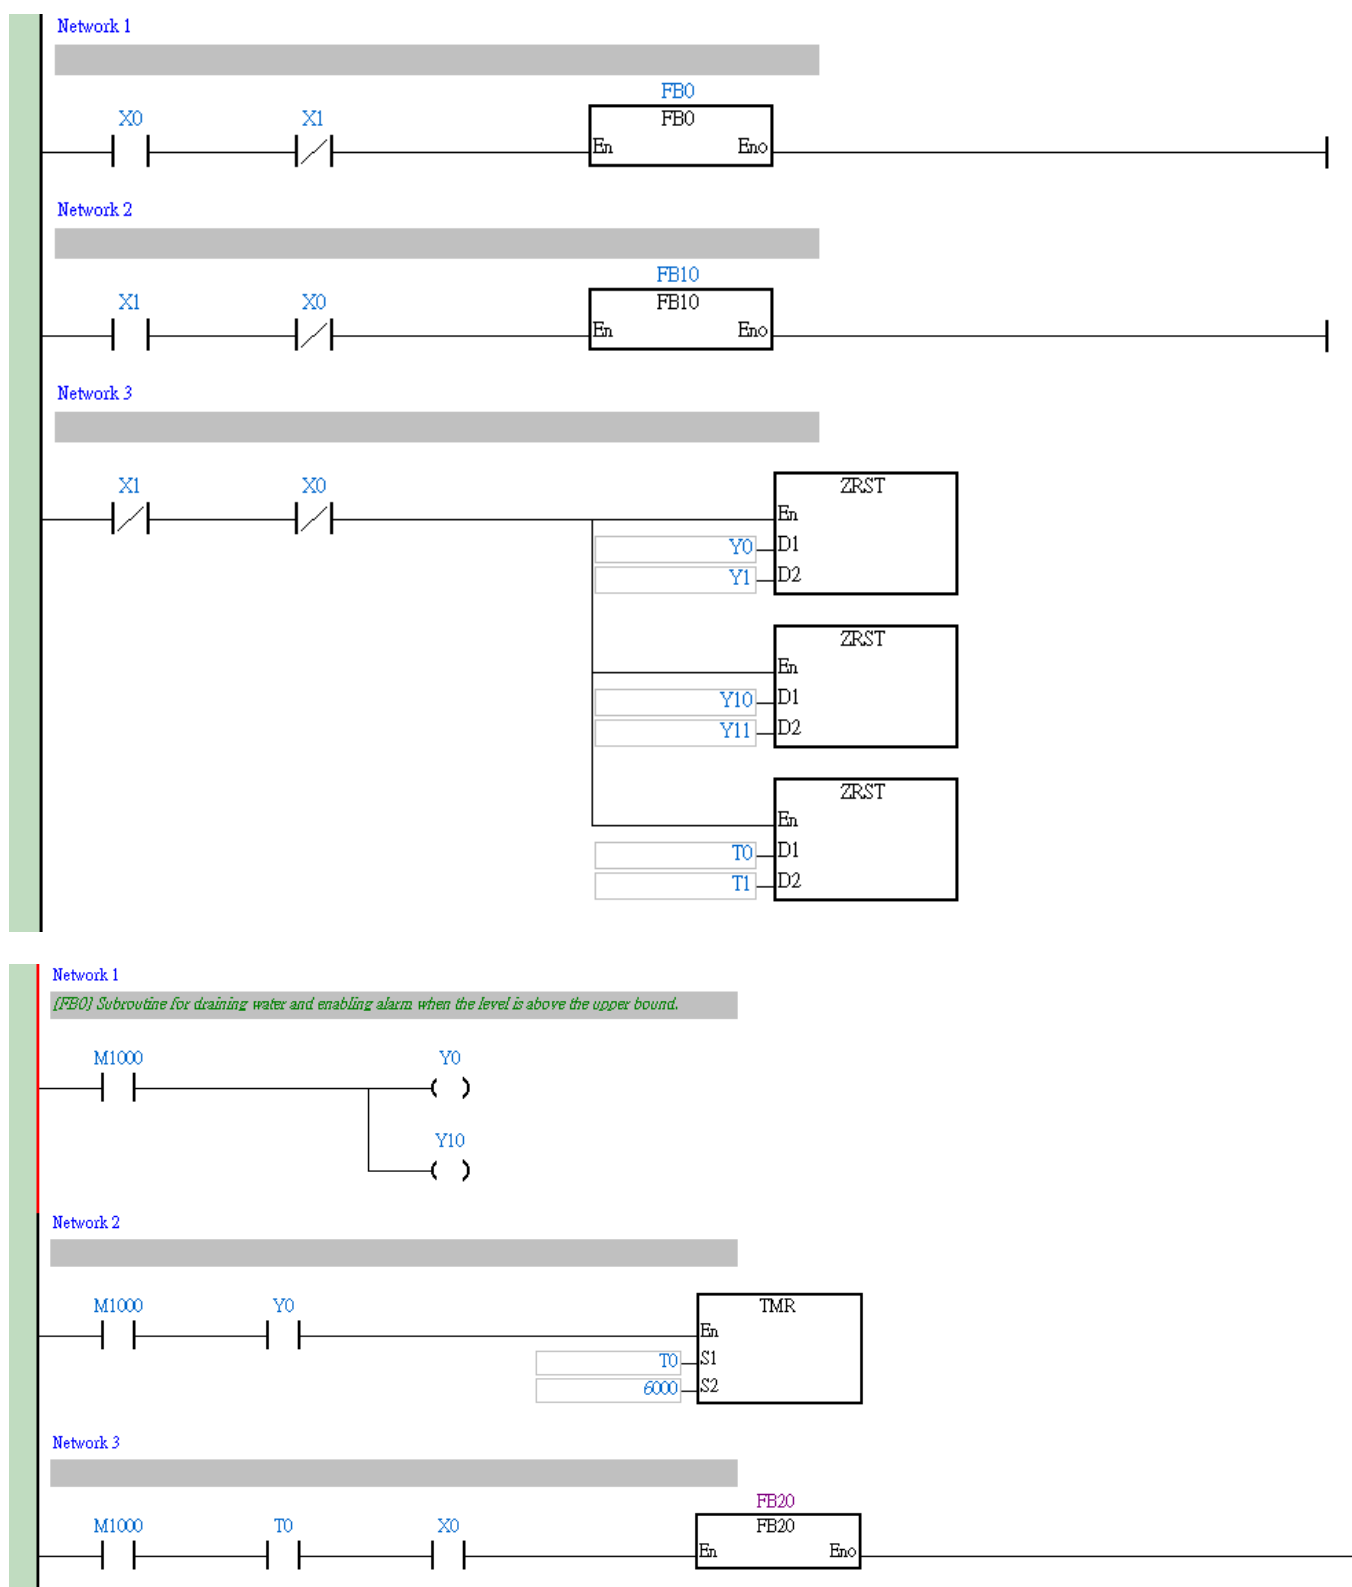 Network 1
FB0
X0 X1 FB0
En Eno
Network 2
FB10
X1 X0 FB10
En Eno
Network 3
X1 X0 ZRST
En
Y0 D1
Y1 D2
ZRST
En
Y10 D1
Y11 D2
ZRST
En
T0 D1
T1 D2
Network 1
[FB0] Subroutine for draining water and enabling alarm when the level is above the upper bound.
M1000 Y0
Y10
Network 2
M1000 Y0 TMR
En
T0 S1
6000 S2
Network 3
FB20
M1000 T0 X0 FB20
En Eno